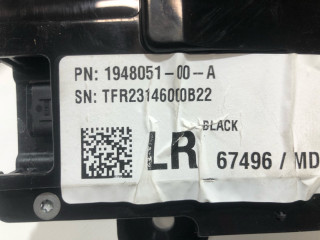 PN: 1948051-00-A
SN: TFR23146000B22
BLACK
LR
67496 / MD